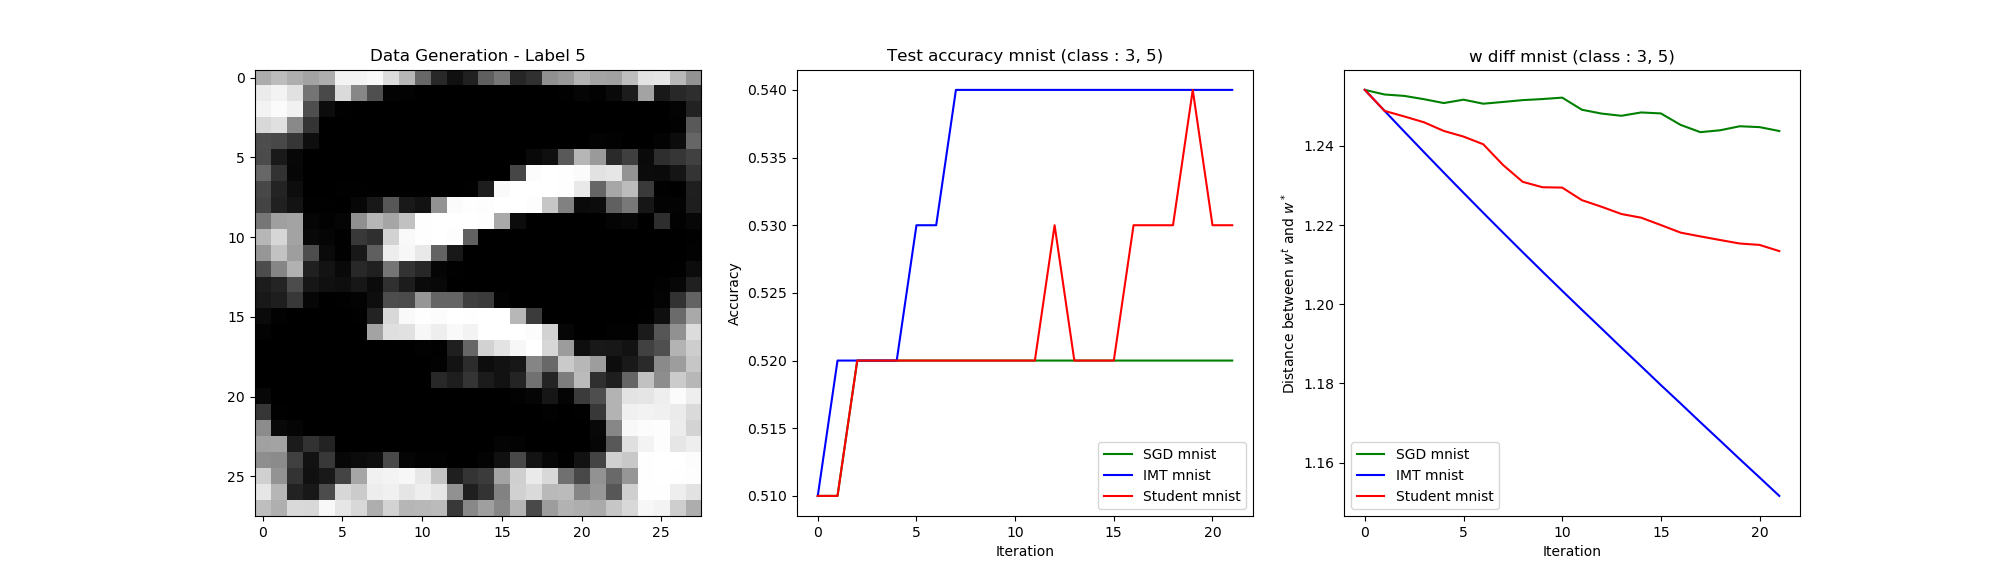 Data Generation - Label 5
0
5
10
15
20
25
0 5 10 15 20 25
Test accuracy mnist (class : 3, 5)
Accuracy
0.540
0.535
0.530
0.525
0.520
0.515
0.510
SGD mnist
IMT mnist
Student mnist
0 5 10 15 20
Iteration
w diff mnist (class : 3, 5)
Distance between w^t and w^*
1.24
1.22
1.20
1.18
1.16
SGD mnist
IMT mnist
Student mnist
0 5 10 15 20
Iteration